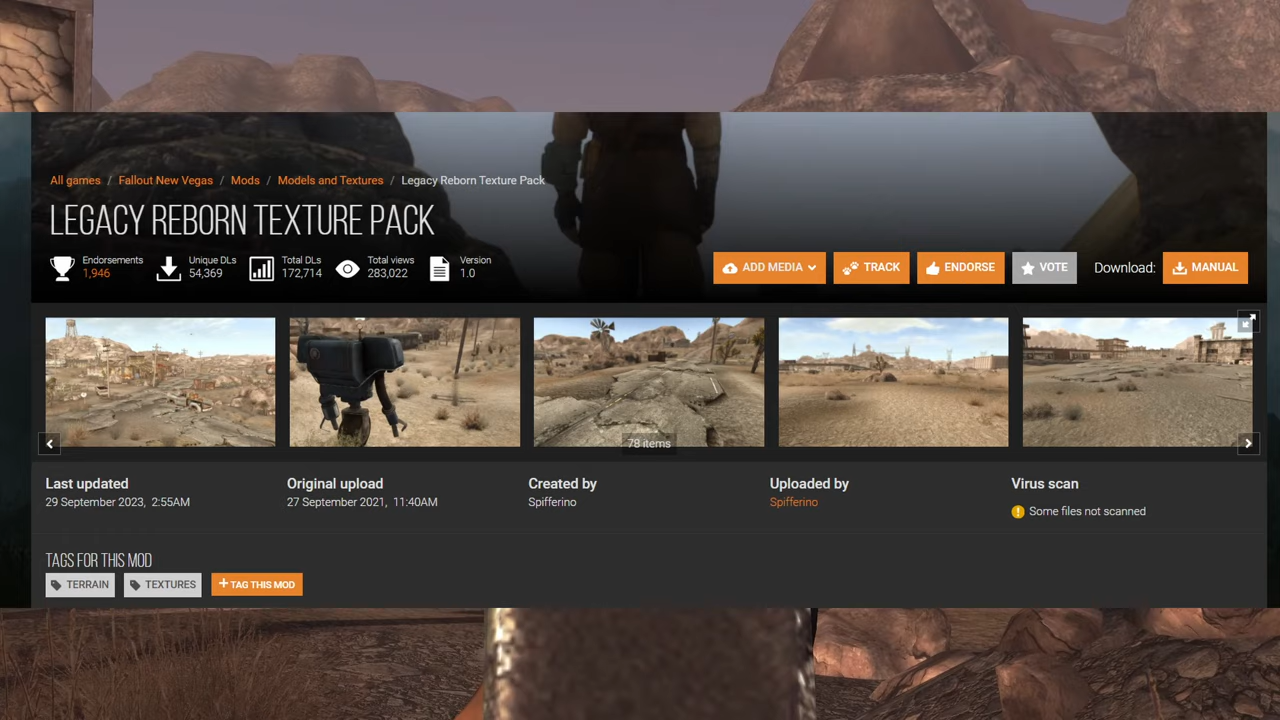 All games / Fallout New Vegas / Mods / Models and Textures / Legacy Reborn Texture Pack
LEGACY REBORN TEXTURE PACK
Endorsements
1,946
Unique DLs
54,369
Total DLs
172,714
Total views
283,022
Version
1.0
ADD MEDIA
TRACK
ENDORSE
VOTE
Download:
MANUAL
78 items
Last updated
29 September 2023, 2:55AM
Original upload
27 September 2021, 11:40AM
Created by
Spifferino
Uploaded by
Spifferino
Virus scan
Some files not scanned
TAGS FOR THIS MOD
TERRAIN
TEXTURES
+ TAG THIS MOD